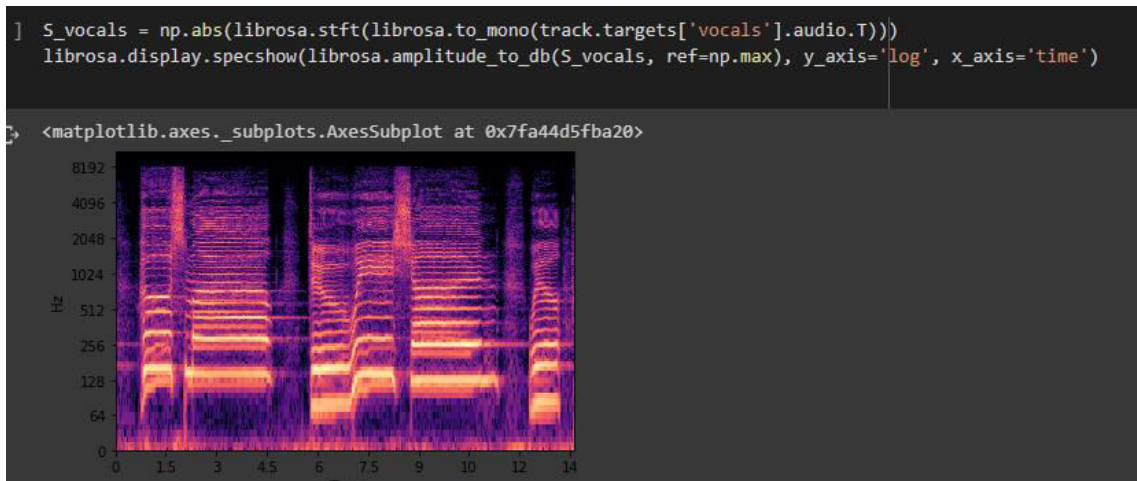 ] S_vocals = np.abs(librosa.stft(librosa.to_mono(track.targets['vocals'].audio.T)))
librosa.display.specshow(librosa.amplitude_to_db(S_vocals, ref=np.max), y_axis='log', x_axis='time')
<matplotlib.axes._subplots.AxesSubplot at 0x7fa44d5fba20>
8192
4096
2048
1024
512
256
128
64
0
Hz
0 1.5 3 4.5 6 7.5 9 10 12 14